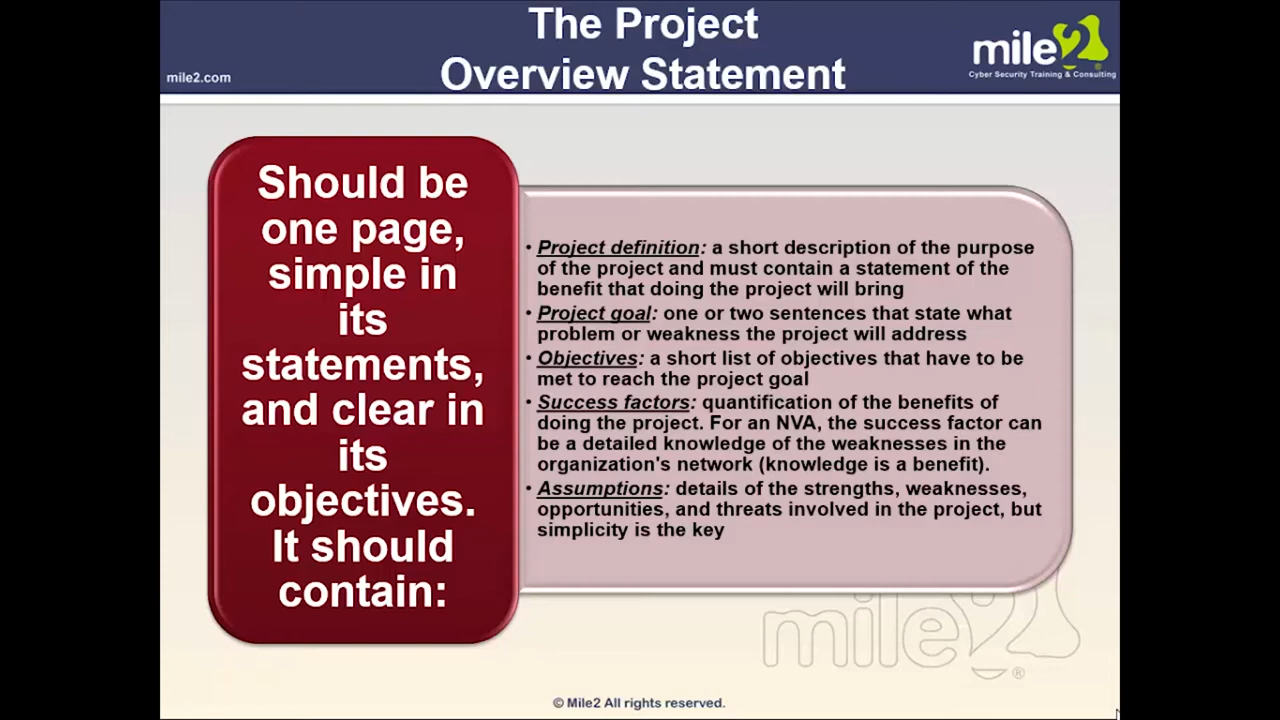 The Project
Overview Statement
mile2.com
mile2
Cyber Security Training & Consulting
Should be
one page,
simple in
its
statements,
and clear in
its
objectives.
It should
contain:
• Project definition: a short description of the purpose
of the project and must contain a statement of the
benefit that doing the project will bring
• Project goal: one or two sentences that state what
problem or weakness the project will address
• Objectives: a short list of objectives that have to be
met to reach the project goal
• Success factors: quantification of the benefits of
doing the project. For an NVA, the success factor can
be a detailed knowledge of the weaknesses in the
organization's network (knowledge is a benefit).
• Assumptions: details of the strengths, weaknesses,
opportunities, and threats involved in the project, but
simplicity is the key
mile2®
© Mile2 All rights reserved.